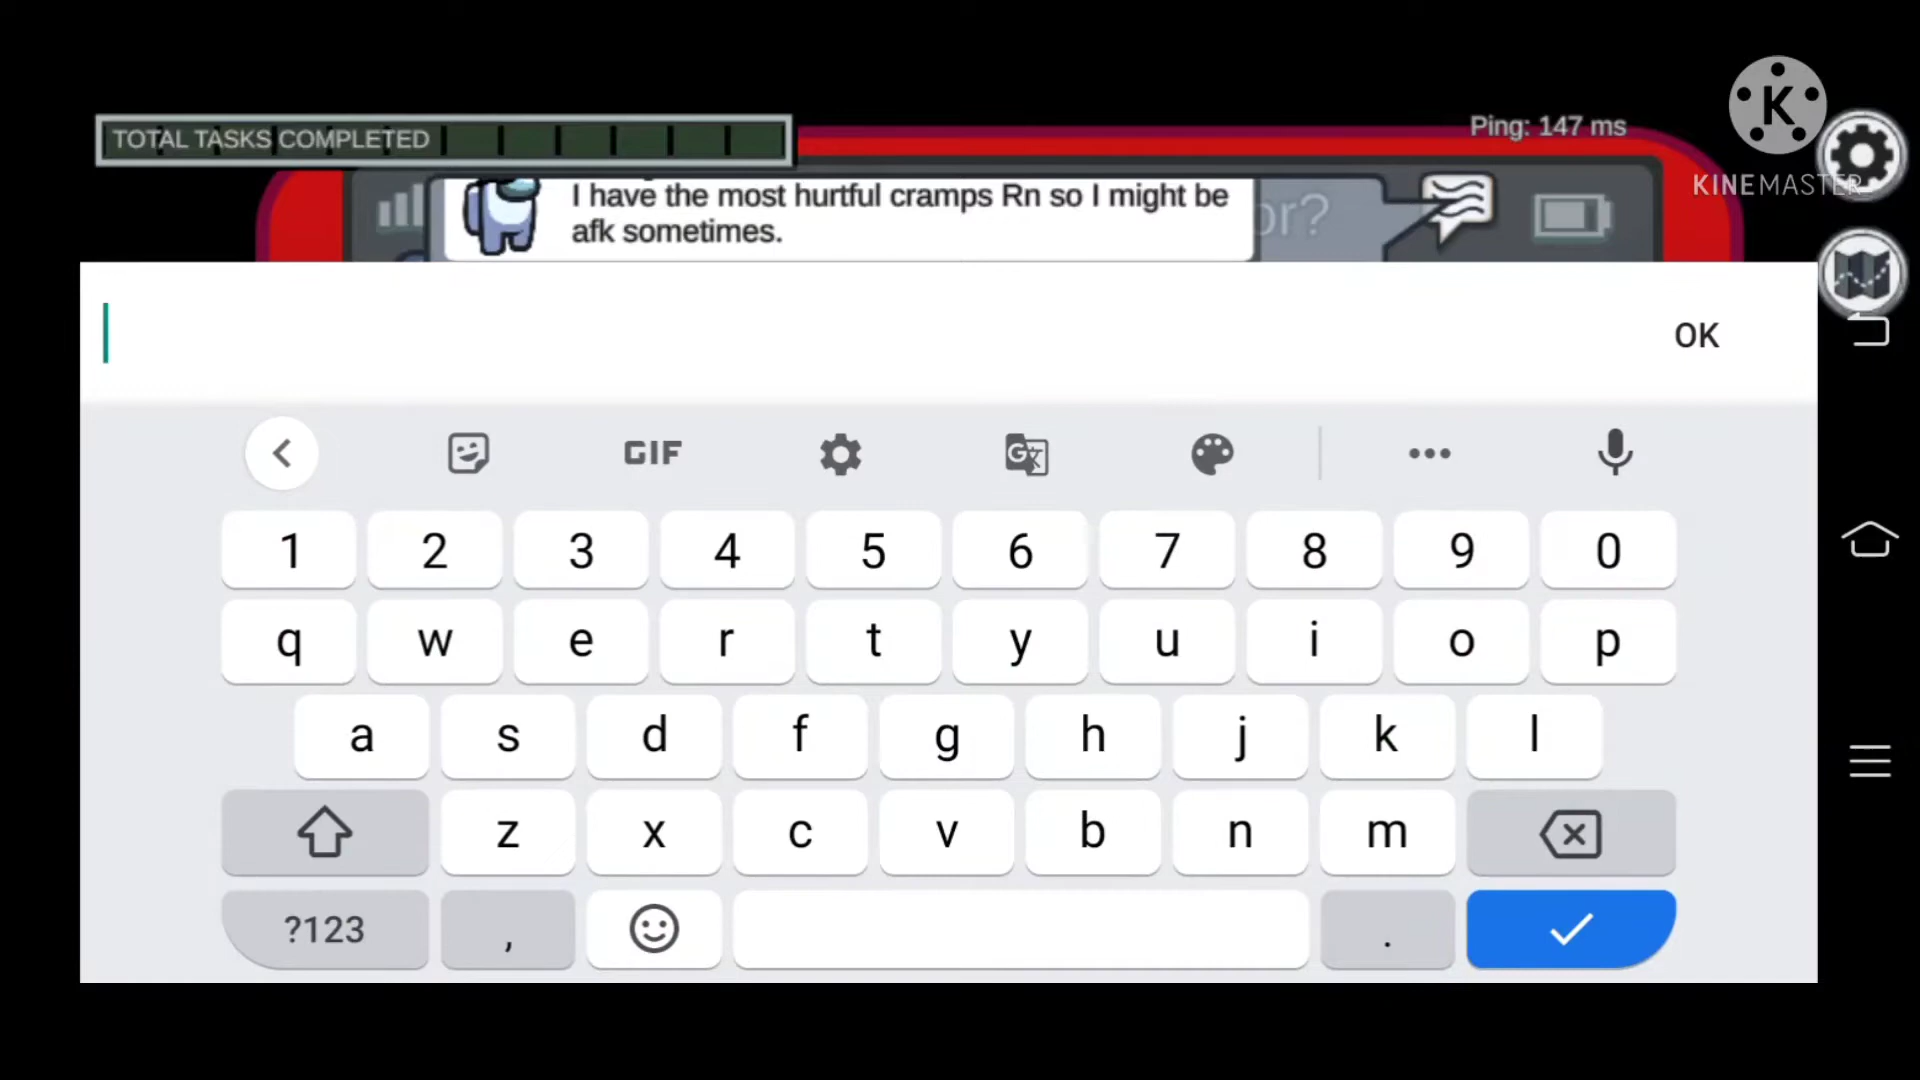 TOTAL TASKS COMPLETED
Ping: 147 ms
K
KINEMASTER
I have the most hurtful cramps Rn so I might be
afk sometimes.
or?
OK
GIF
G
1 2 3 4 5 6 7 8 9 0
q w e r t y u i o p
a s d f g h j k l
z x c v b n m
?123 , .